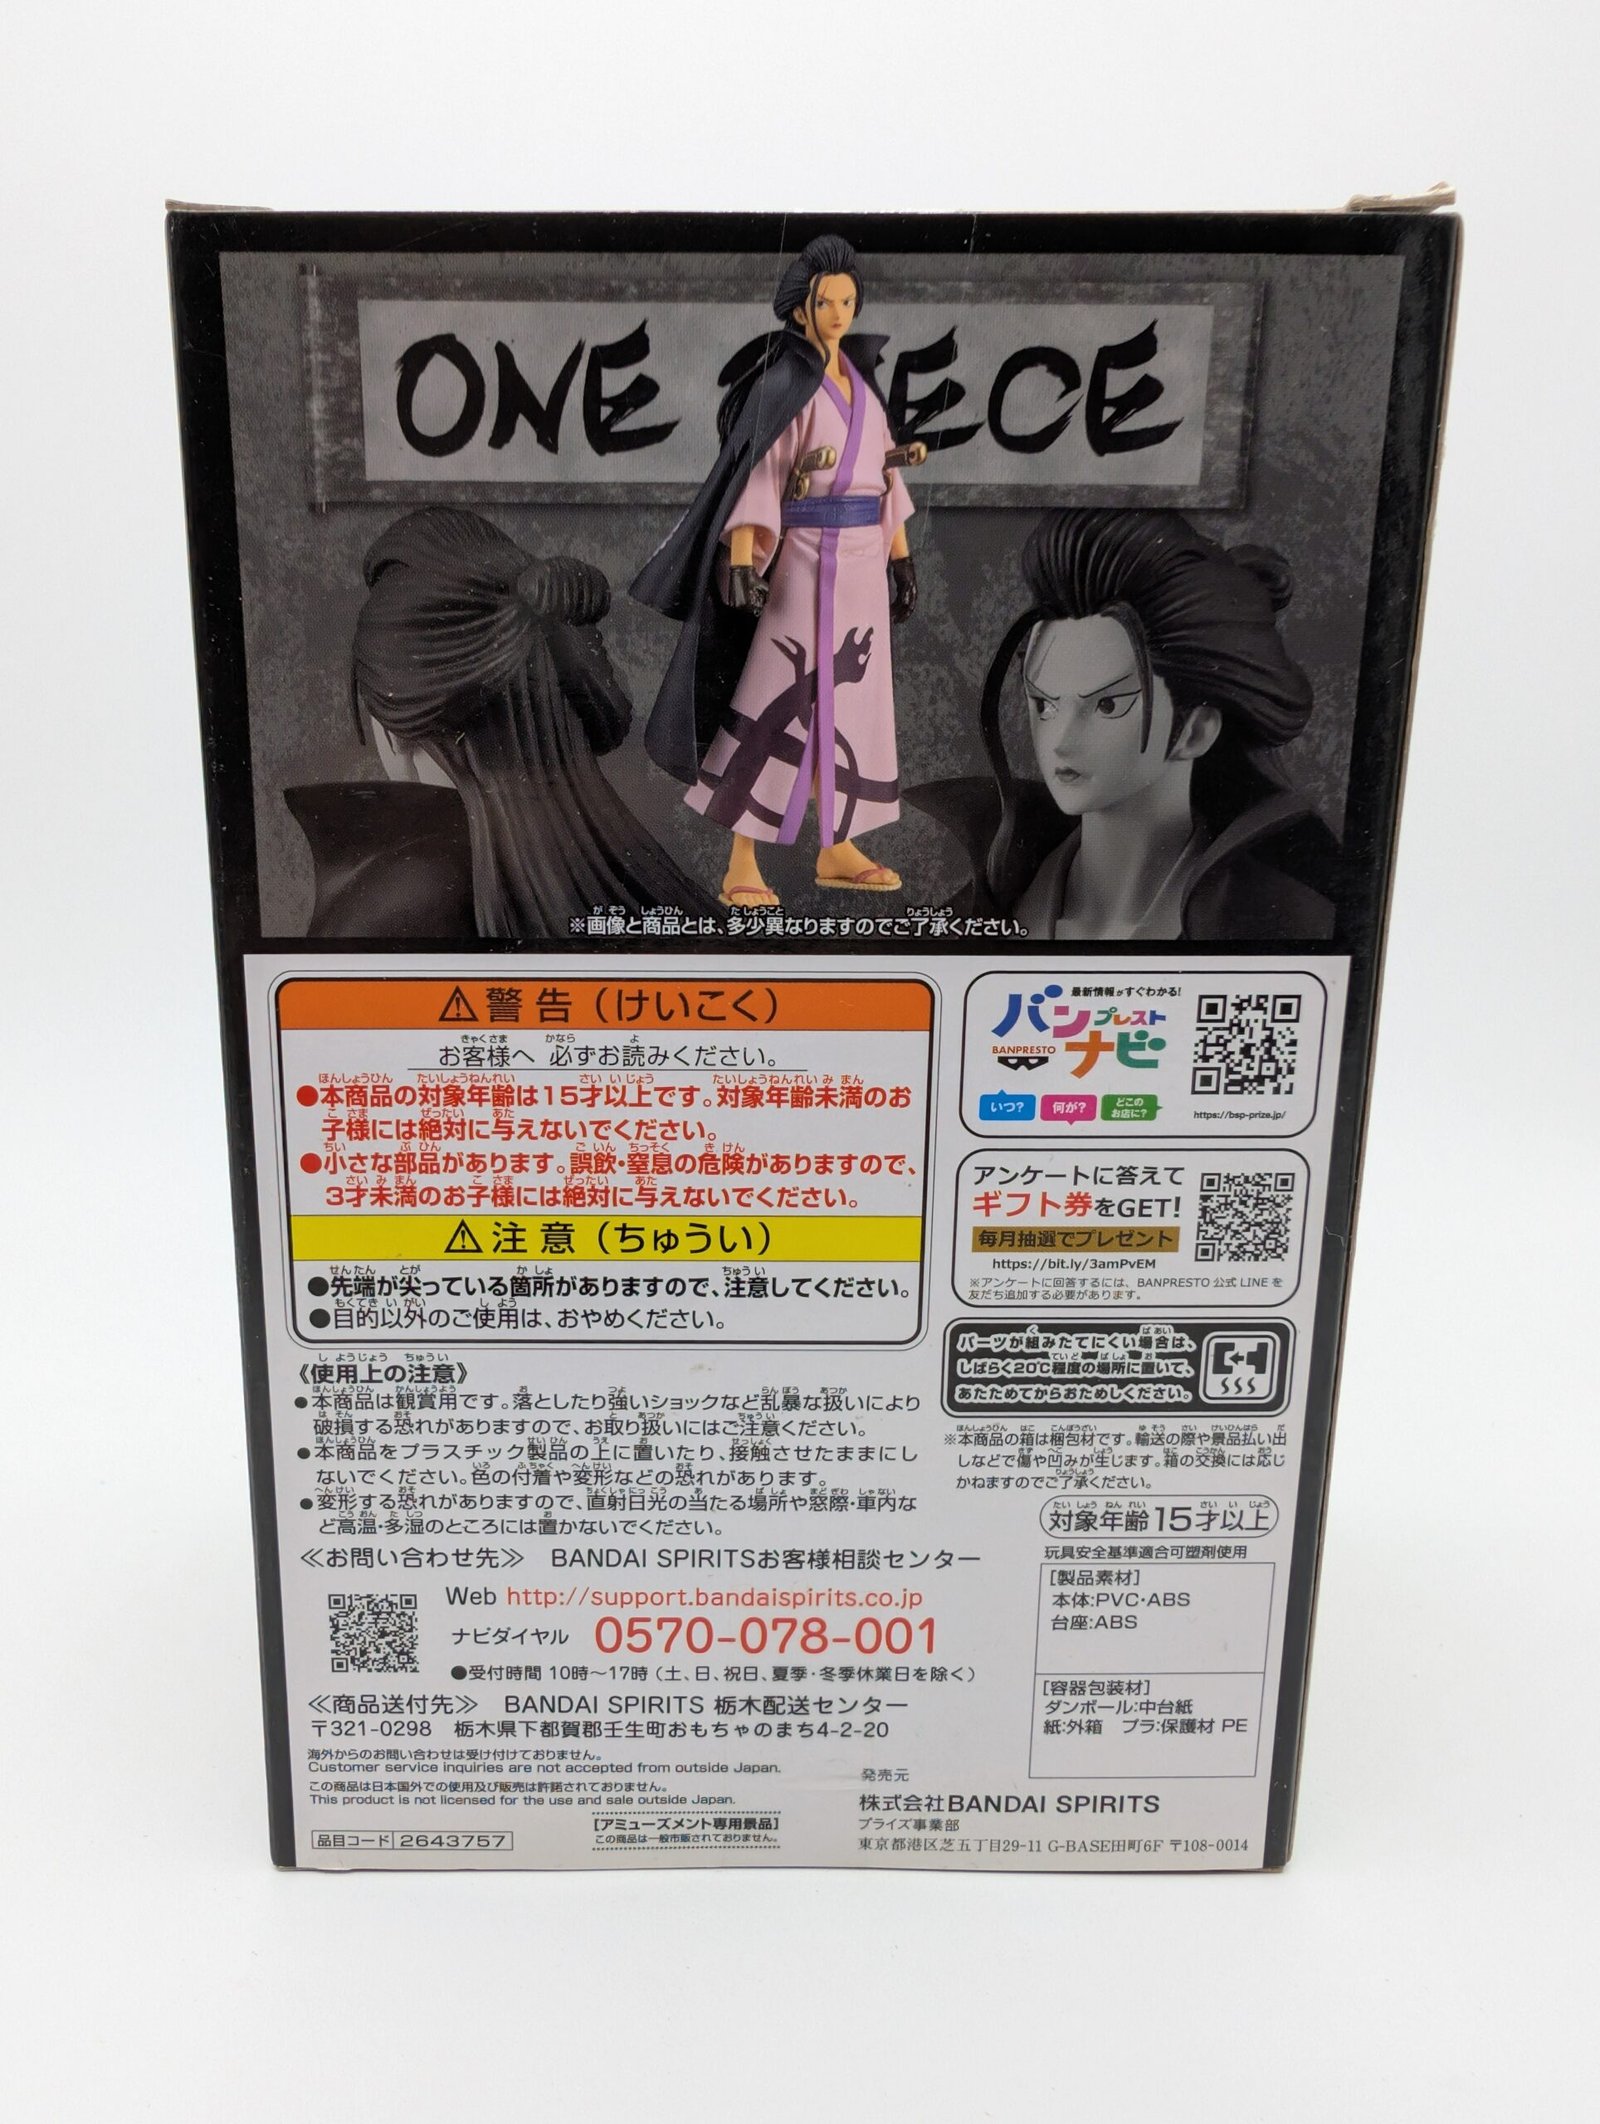 ONE PIECE
※画像と商品とは、多少異なりますのでご了承ください。
⚠警告（けいこく）
お客様へ 必ずお読みください。
●本商品の対象年齢は15才以上です。対象年齢未満のお
子様には絶対に与えないでください。
●小さな部品があります。誤飲・窒息の危険がありますので、
3才未満のお子様には絶対に与えないでください。
⚠注意（ちゅうい）
●先端が尖っている箇所がありますので、注意してください。
●目的以外のご使用は、おやめください。
《使用上の注意》
●本商品は観賞用です。落としたり強いショックなど乱暴な扱いにより
破損する恐れがありますので、お取り扱いにはご注意ください。
●本商品をプラスチック製品の上に置いたり、接触させたままにし
ないでください。色の付着や変形などの恐れがあります。
●変形する恐れがありますので、直射日光の当たる場所や窓際・車内な
ど高温・多湿のところには置かないでください。
≪お問い合わせ先≫ BANDAI SPIRITSお客様相談センター
Web http://support.bandaispirits.co.jp
ナビダイヤル 0570-078-001
●受付時間 10時～17時（土、日、祝日、夏季・冬季休業日を除く）
≪商品送付先≫ BANDAI SPIRITS 栃木配送センター
〒321-0298 栃木県下都賀郡壬生町おもちゃのまち4-2-20
海外からのお問い合わせは受け付けておりません。
Customer service inquiries are not accepted from outside Japan.
この商品は日本国外での使用及び販売は許諾されておりません。
This product is not licensed for the use and sale outside Japan.
品目コード 2643757
［アミューズメント専用景品］
この商品は一般市販されておりません。
最新情報がすぐわかる！
バンプレストナビ
BANPRESTO
いつ？ 何が？ どこのお店に？
https://bsp-prize.jp/
アンケートに答えて
ギフト券をGET！
毎月抽選でプレゼント
https://bit.ly/3amPvEM
※アンケートに回答するには、BANPRESTO 公式 LINE を
友だち追加する必要があります。
パーツが組みたてにくい場合は、
しばらく20℃程度の場所に置いて、
あたためてからおためしください。
※本商品の箱は梱包材です。輸送の際や景品払い出
しなどで傷や凹みが生じます。箱の交換には応じ
かねますのでご了承ください。
対象年齢15才以上
玩具安全基準適合可塑剤使用
［製品素材］
本体:PVC・ABS
台座:ABS
［容器包装材］
ダンボール:中台紙
紙:外箱 プラ:保護材 PE
発売元
株式会社BANDAI SPIRITS
プライズ事業部
東京都港区芝五丁目29-11 G-BASE田町6F 〒108-0014